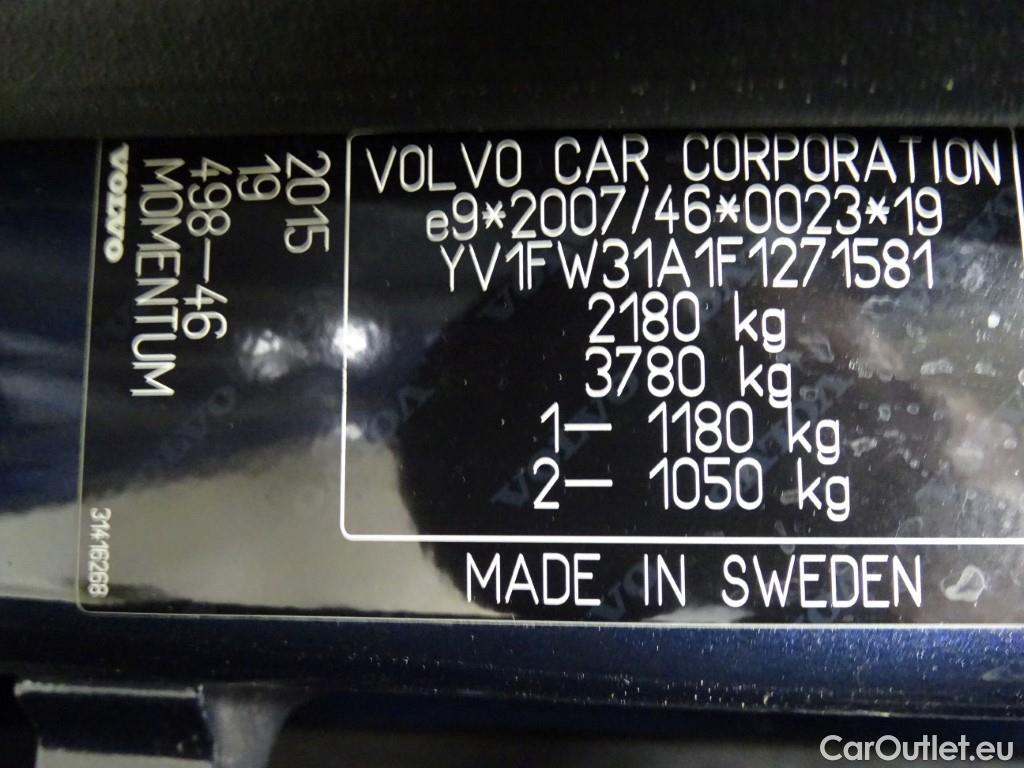 VOLVO
2015
19
498-46
MOMENTUM
31416268
VOLVO CAR CORPORATION
e9*2007/46*0023*19
YV1FW31A1F1271581
2180 kg
3780 kg
1- 1180 kg
2- 1050 kg
MADE IN SWEDEN
CarOutlet.eu